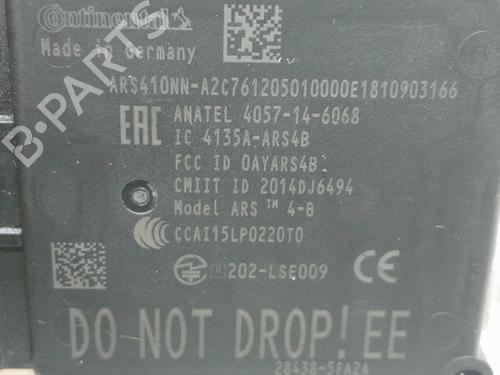 Continental
Made in Germany
ARS410NN-A2C761205010000E1810903166
EAC
ANATEL 4057-14-6068
IC 4135A-ARS4B
FCC ID OAYARS4B
CMIIT ID 2014DJ6494
Model ARS ™ 4-B
CCAI15LP0220T0
R 202-LSE009
CE
DO NOT DROP! EE
28438-5FA2A